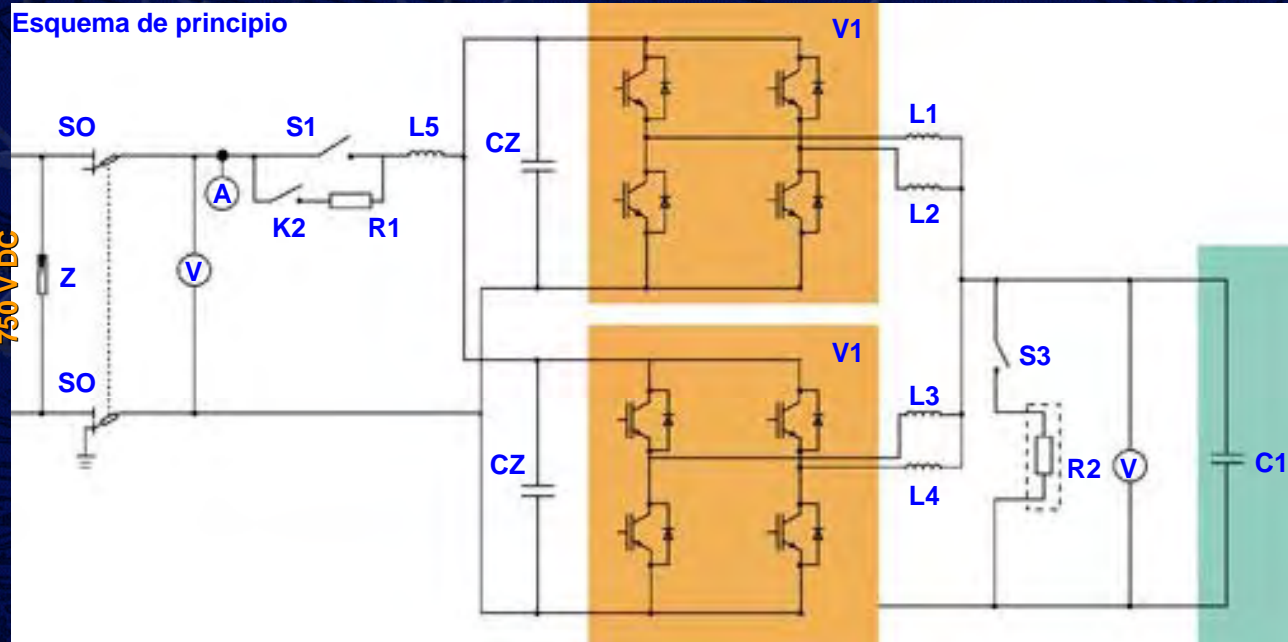 Esquema de principio
V1
SO
S1
L5
CZ
L1
A
K2
R1
L2
750 V DC
Z
V
SO
V1
S3
L3
CZ
R2
V
C1
L4